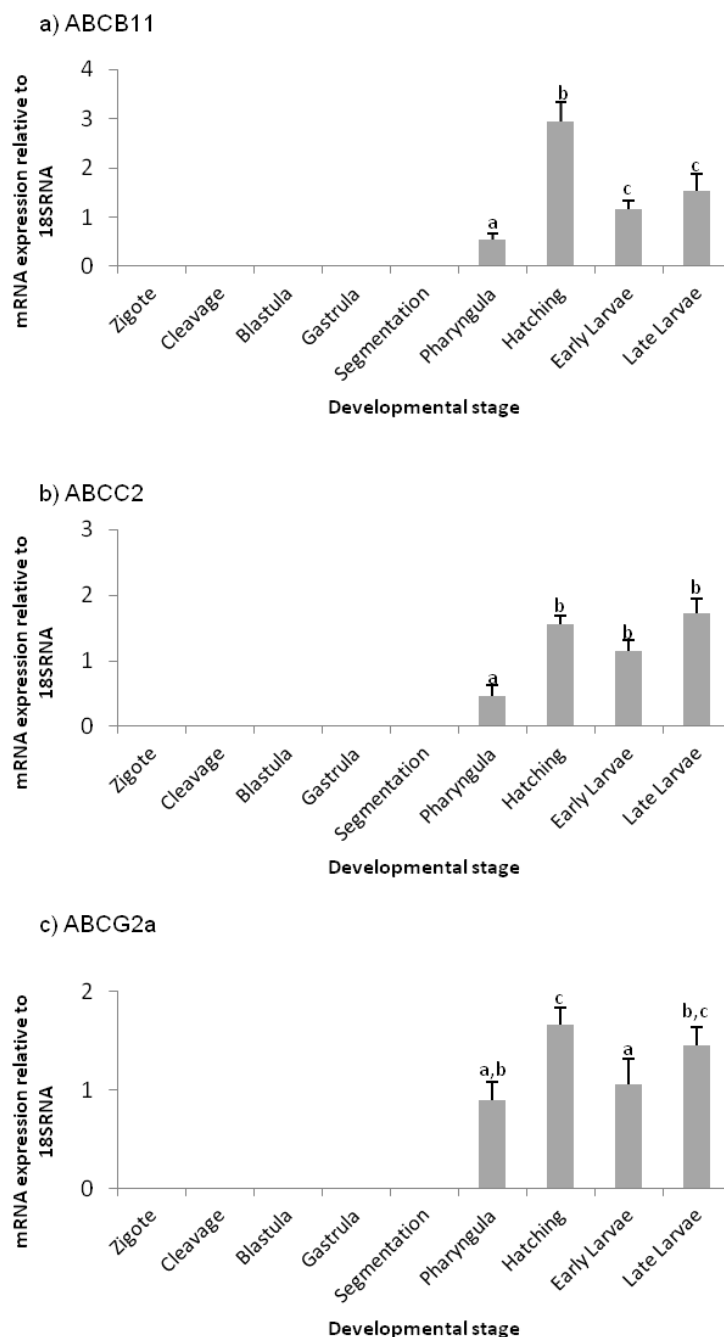 a) ABCB11
mRNA expression relative to
18SRNA
4
3
2
1
0
a
b
c
c
Zigote
Cleavage
Blastula
Gastrula
Segmentation
Pharyngula
Hatching
Early Larvae
Late Larvae
Developmental stage
b) ABCC2
mRNA expression relative to
18SRNA
3
2
1
0
a
b
b
b
Zigote
Cleavage
Blastula
Gastrula
Segmentation
Pharyngula
Hatching
Early Larvae
Late Larvae
Developmental stage
c) ABCG2a
mRNA expression relative to
18SRNA
2
1
0
a,b
c
a
b,c
Zigote
Cleavage
Blastula
Gastrula
Segmentation
Pharyngula
Hatching
Early Larvae
Late Larvae
Developmental stage